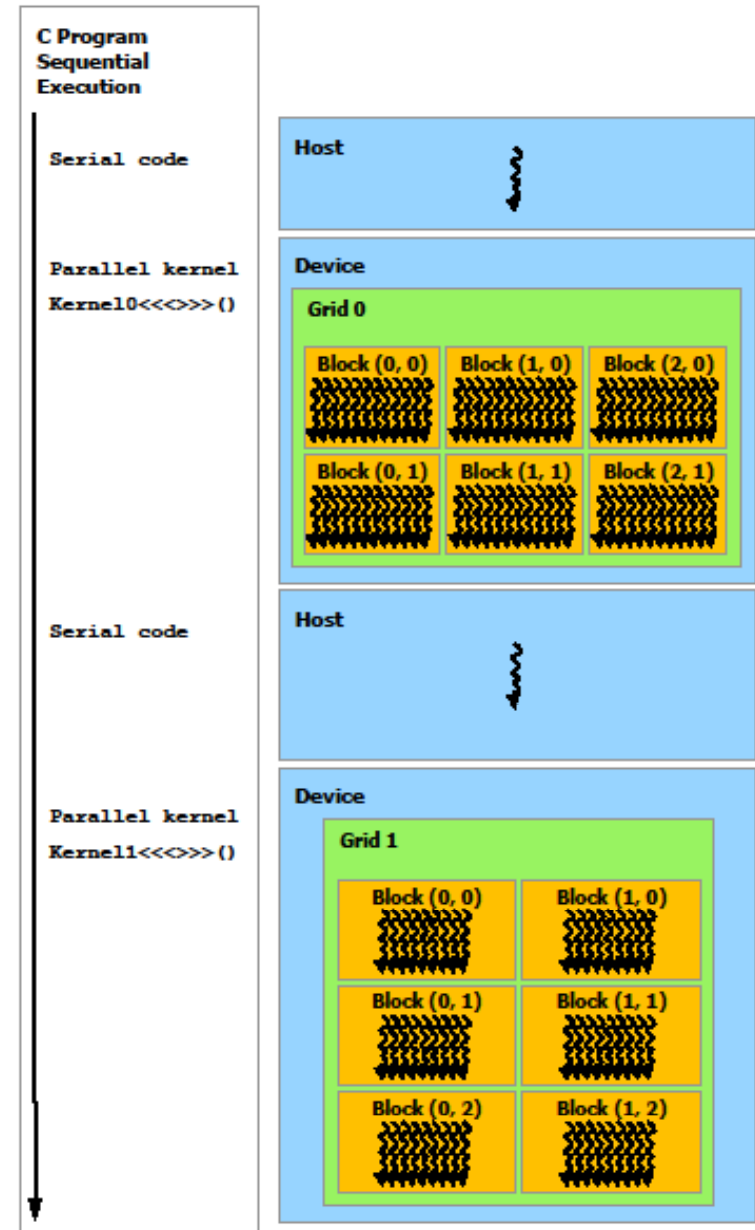 C Program
Sequential
Execution
Serial code
Host
Parallel kernel
Kernel0<<<>>>()
Device
Grid 0
Block (0, 0) Block (1, 0) Block (2, 0)
Block (0, 1) Block (1, 1) Block (2, 1)
Serial code
Host
Parallel kernel
Kernel1<<<>>>()
Device
Grid 1
Block (0, 0) Block (1, 0)
Block (0, 1) Block (1, 1)
Block (0, 2) Block (1, 2)